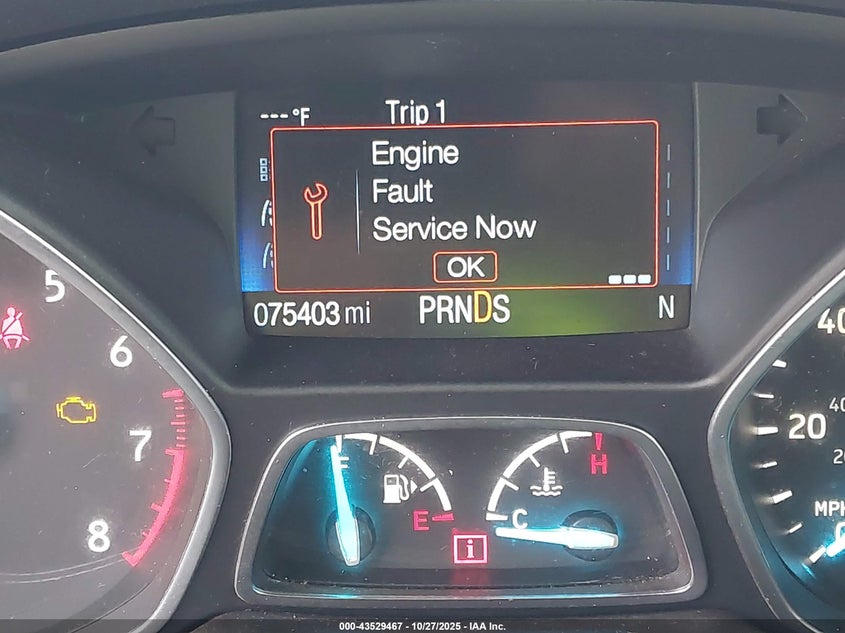 --- °F Trip 1
Engine
Fault
Service Now
OK
075403 mi PRNDS N
5
6
7
8
F
E
C
H
i
40
20
MPH
000-43529467 - 10/27/2025 - IAA Inc.